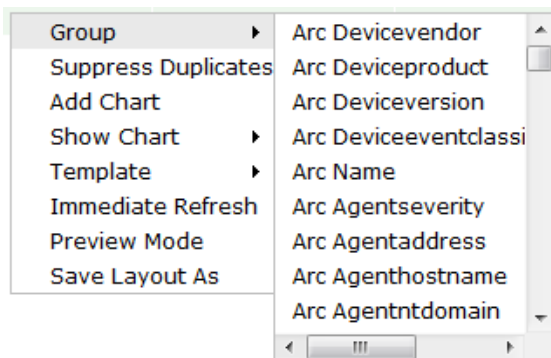 Group
Suppress Duplicates
Add Chart
Show Chart
Template
Immediate Refresh
Preview Mode
Save Layout As
Arc Devicevendor
Arc Deviceproduct
Arc Deviceversion
Arc Deviceeventclassi
Arc Name
Arc Agentseverity
Arc Agentaddress
Arc Agenthostname
Arc Agentntdomain